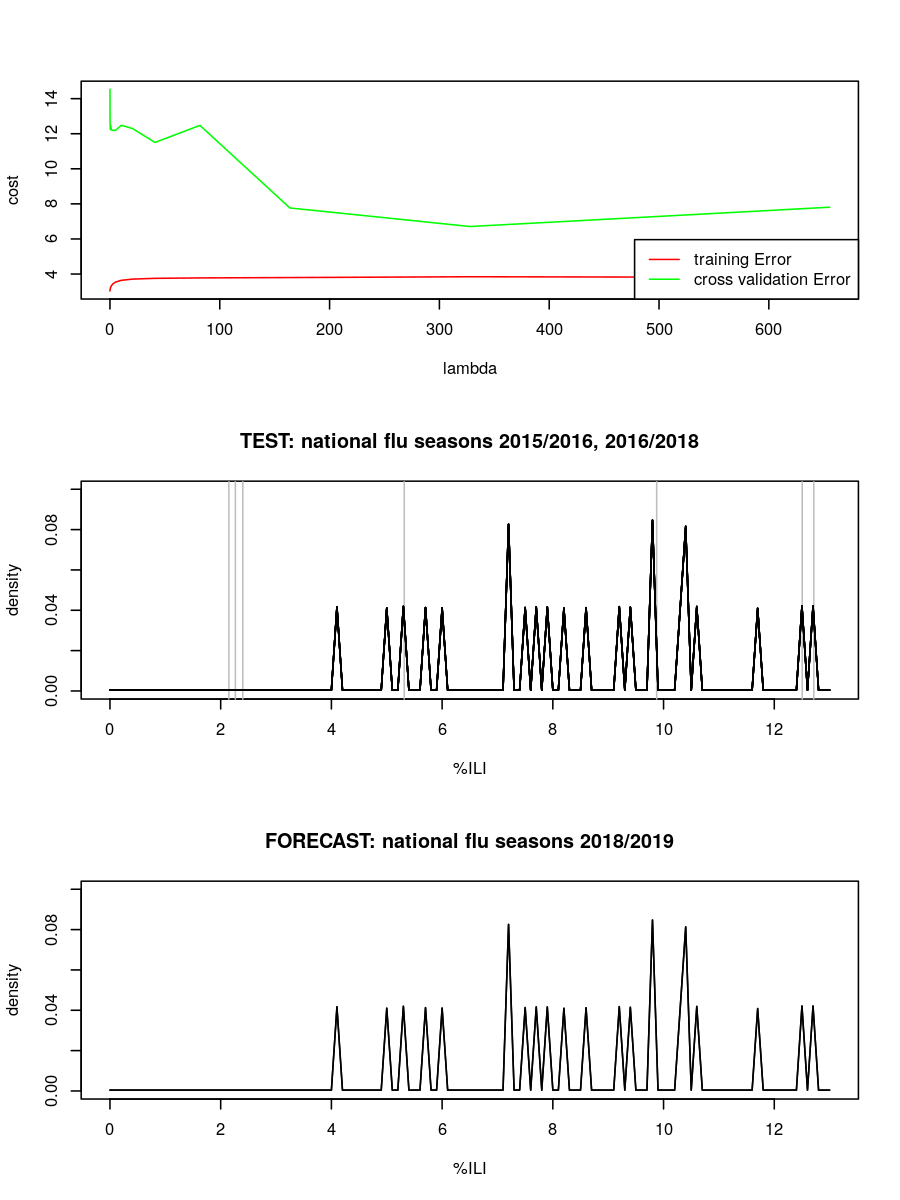 14
12
10
8
6
4
cost
training Error
cross validation Error
0 100 200 300 400 500 600
lambda
TEST: national flu seasons 2015/2016, 2016/2018
0.08
0.04
0.00
density
0 2 4 6 8 10 12
%ILI
FORECAST: national flu seasons 2018/2019
0.08
0.04
0.00
density
0 2 4 6 8 10 12
%ILI